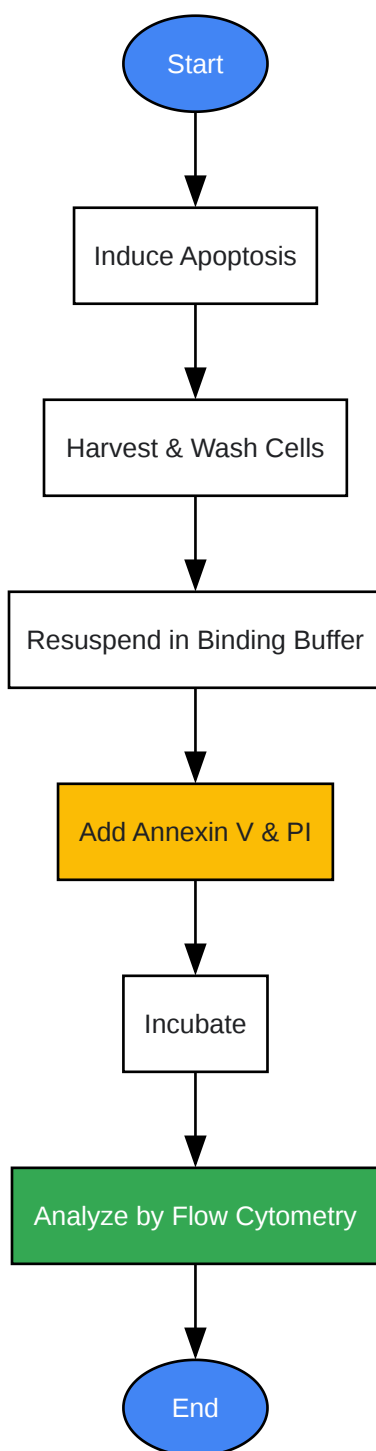 Start
Induce Apoptosis
Harvest & Wash Cells
Resuspend in Binding Buffer
Add Annexin V & PI
Incubate
Analyze by Flow Cytometry
End